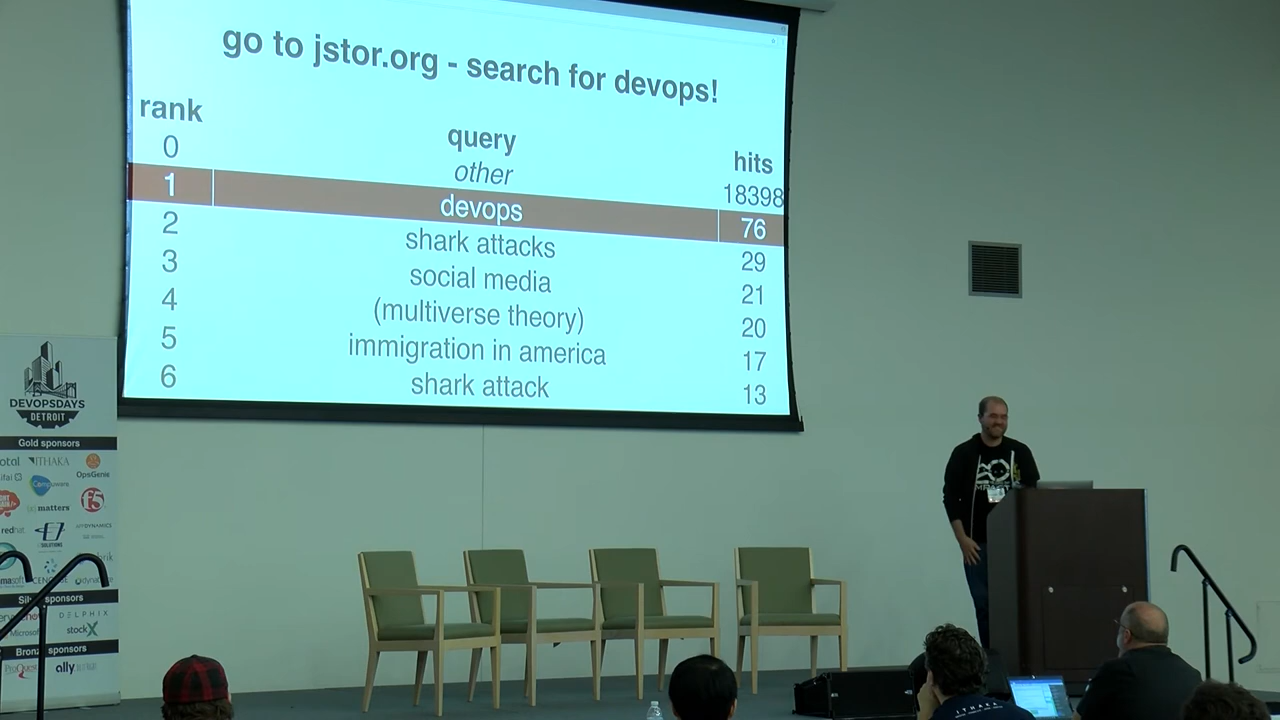 go to jstor.org - search for devops!
rank query hits
0 other 18398
1 devops 76
2 shark attacks 29
3 social media 21
4 (multiverse theory) 20
5 immigration in america 17
6 shark attack 13
DEVOPSDAYS
DETROIT
Gold sponsors
ITHAKA
OpsGenie
matters
redhat
SOLUTIONS
sponsors
DELPHIX
Microsoft
stockX
Bronze sponsors
ProQuest ally